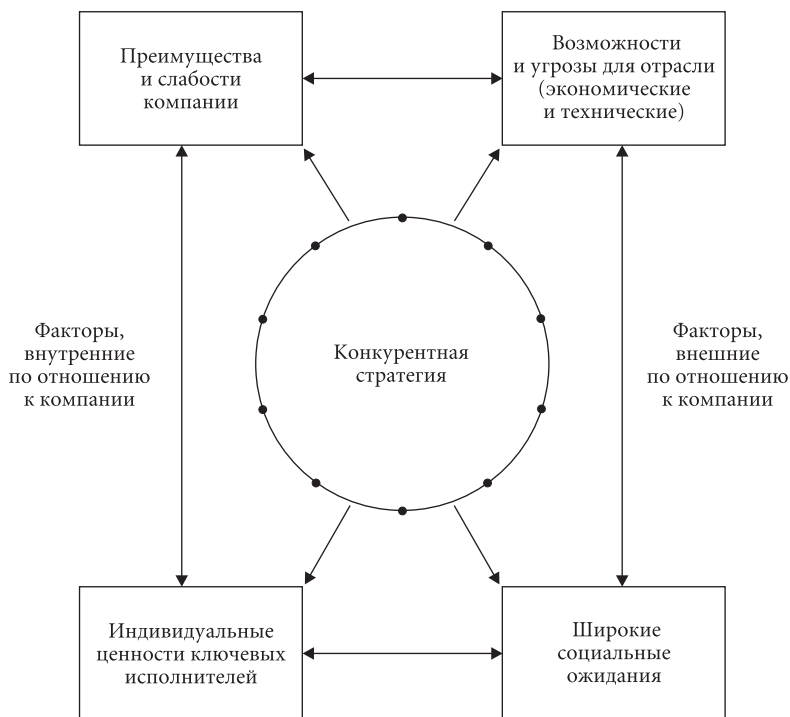 Преимущества
и слабости
компании
Возможности
и угрозы для отрасли
(экономические
и технические)
Факторы,
внутренние
по отношению
к компании
Конкурентная
стратегия
Факторы,
внешние
по отношению
к компании
Индивидуальные
ценности ключевых
исполнителей
Широкие
социальные
ожидания